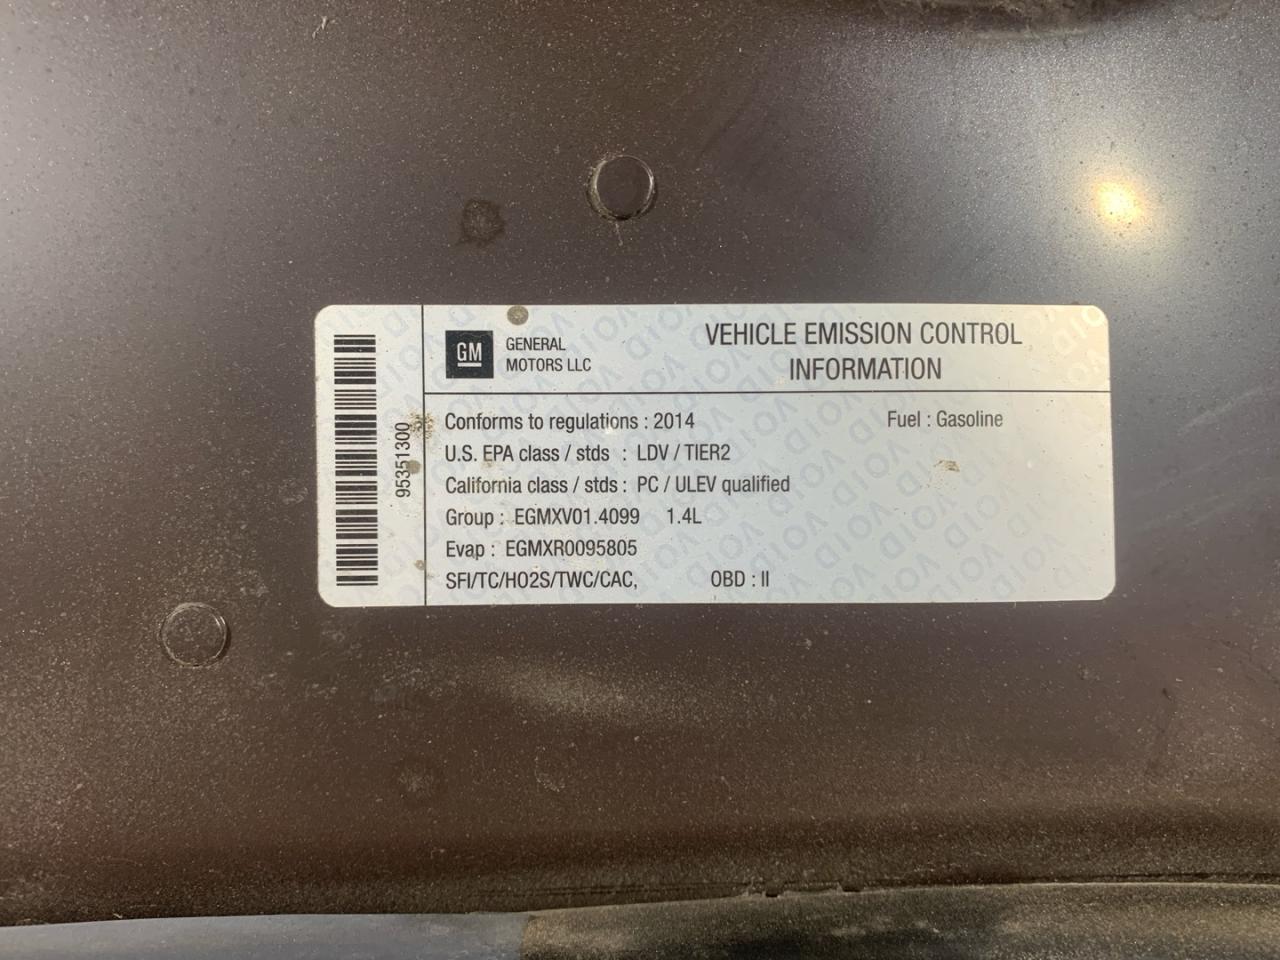 GM
GENERAL
MOTORS LLC
VEHICLE EMISSION CONTROL
INFORMATION
95351300
Conforms to regulations : 2014 Fuel : Gasoline
U.S. EPA class / stds : LDV / TIER2
California class / stds : PC / ULEV qualified
Group : EGMXV01.4099 1.4L
Evap : EGMXR0095805
SFI/TC/HO2S/TWC/CAC, OBD : II